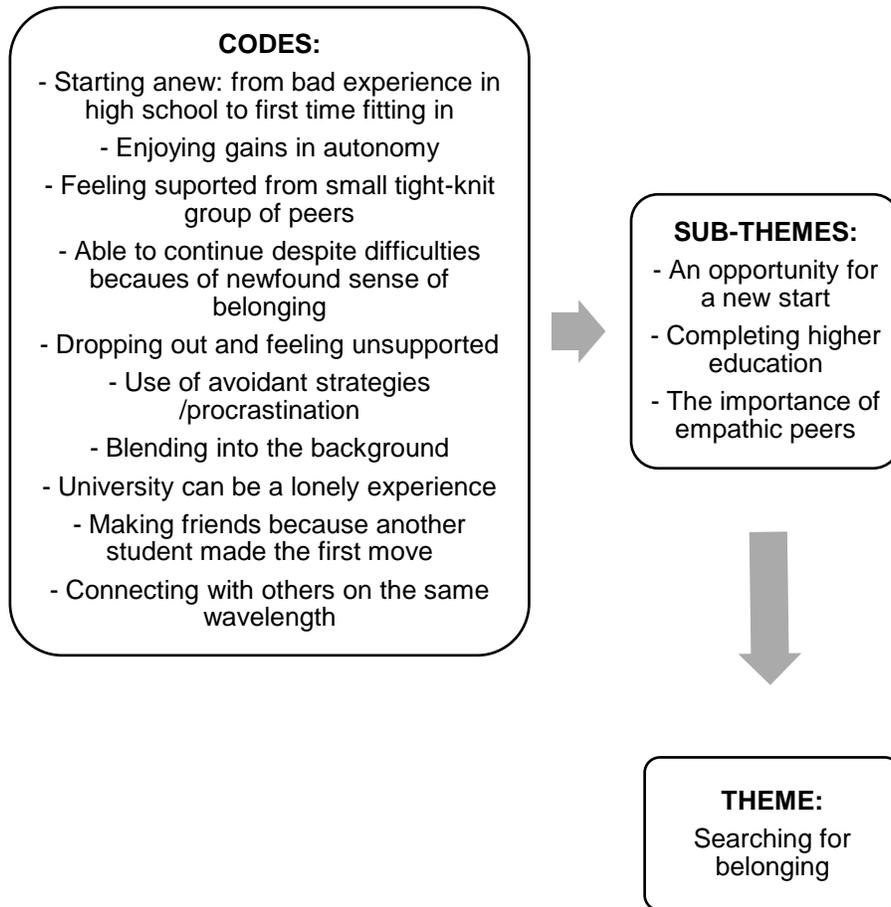 CODES:
- Starting anew: from bad experience in
high school to first time fitting in
- Enjoying gains in autonomy
- Feeling suported from small tight-knit
group of peers
- Able to continue despite difficulties
becaues of newfound sense of
belonging
- Dropping out and feeling unsupported
- Use of avoidant strategies
/procrastination
- Blending into the background
- University can be a lonely experience
- Making friends because another
student made the first move
- Connecting with others on the same
wavelength
SUB-THEMES:
- An opportunity for
a new start
- Completing higher
education
- The importance of
empathic peers
THEME:
Searching for
belonging